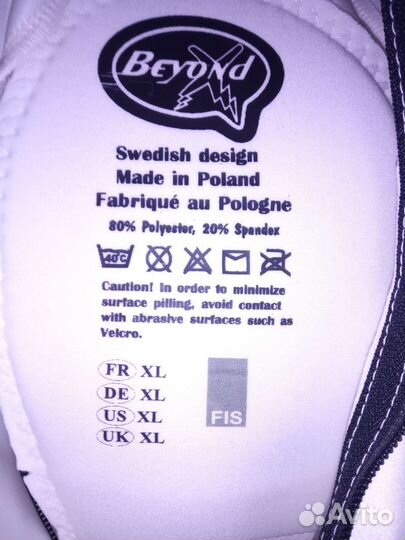 BEYOND
Swedish design
Made in Poland
Fabriqué au Pologne
80% Polyester, 20% Spandex
40°C
Caution! In order to minimize
surface pilling, avoid contact
with abrasive surfaces such as
Velcro.
FR XL
DE XL
US XL
UK XL
FIS
Avito